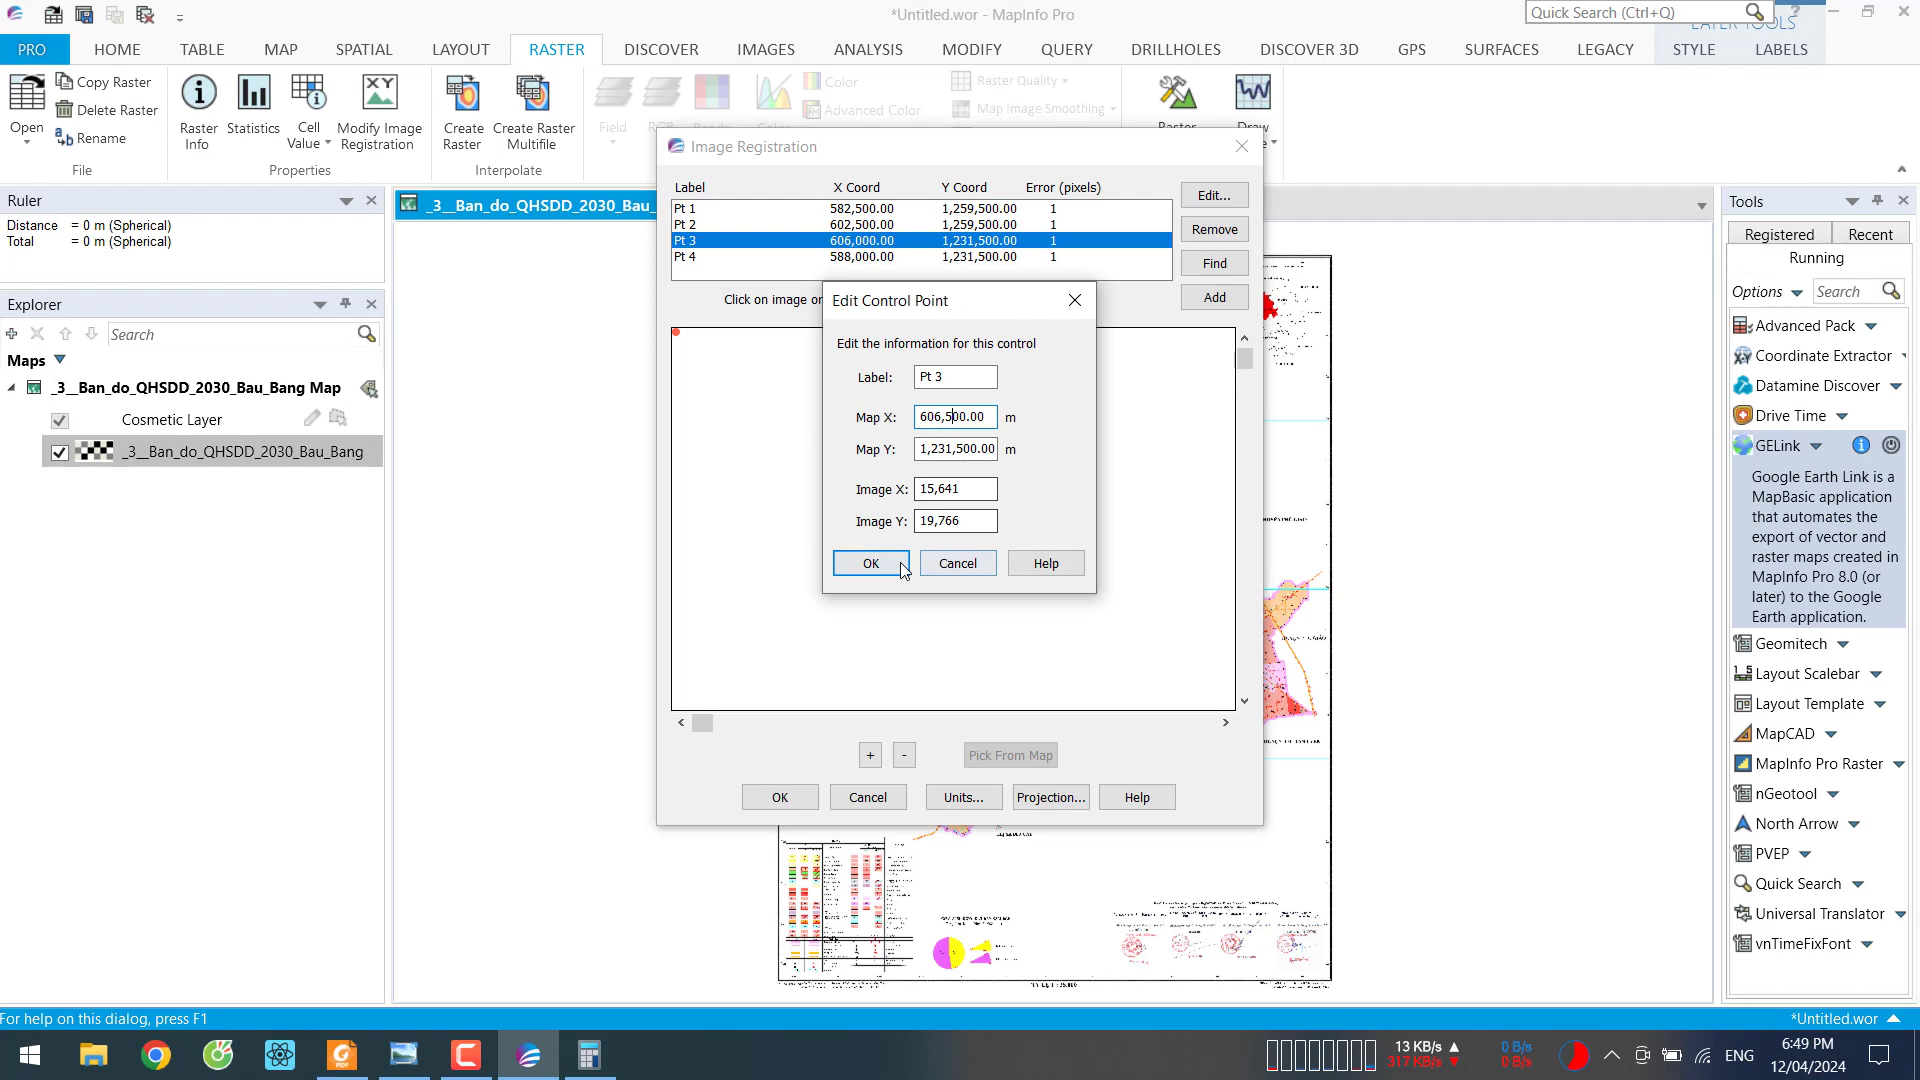 *Untitled.wor - MapInfo Pro
Quick Search (Ctrl+Q)
PRO HOME TABLE MAP SPATIAL LAYOUT RASTER DISCOVER IMAGES ANALYSIS MODIFY QUERY DRILLHOLES DISCOVER 3D GPS SURFACES LEGACY STYLE LABELS
LAYER TOOLS
Copy Raster
Delete Raster
Rename
Open
File
Raster Info
Statistics
Cell Value
Modify Image Registration
Properties
Create Raster
Create Raster Multifile
Interpolate
Field
Color
Advanced Color
Raster Quality
Map Image Smoothing
Ruler
Distance = 0 m (Spherical)
Total = 0 m (Spherical)
Explorer
Search
Maps
_3__Ban_do_QHSDD_2030_Bau_Bang Map
Cosmetic Layer
_3__Ban_do_QHSDD_2030_Bau_Bang
_3__Ban_do_QHSDD_2030_Bau_
Image Registration
Label X Coord Y Coord Error (pixels)
Pt 1 582,500.00 1,259,500.00 1
Pt 2 602,500.00 1,259,500.00 1
Pt 3 606,000.00 1,231,500.00 1
Pt 4 588,000.00 1,231,500.00 1
Edit...
Remove
Find
Add
Click on image or
Edit Control Point
Edit the information for this control
Label: Pt 3
Map X: 606,500.00 m
Map Y: 1,231,500.00 m
Image X: 15,641
Image Y: 19,766
OK Cancel Help
+ - Pick From Map
OK Cancel Units... Projection... Help
Tools
Registered Recent
Running
Options Search
Advanced Pack
Coordinate Extractor
Datamine Discover
Drive Time
GELink
Google Earth Link is a
MapBasic application
that automates the
export of vector and
raster maps created in
MapInfo Pro 8.0 (or
later) to the Google
Earth application.
Geomitech
Layout Scalebar
Layout Template
MapCAD
MapInfo Pro Raster
nGeotool
North Arrow
PVEP
Quick Search
Universal Translator
vnTimeFixFont
For help on this dialog, press F1
*Untitled.wor
13 KB/s
317 KB/s
0 B/s
0 B/s
ENG
6:49 PM
12/04/2024